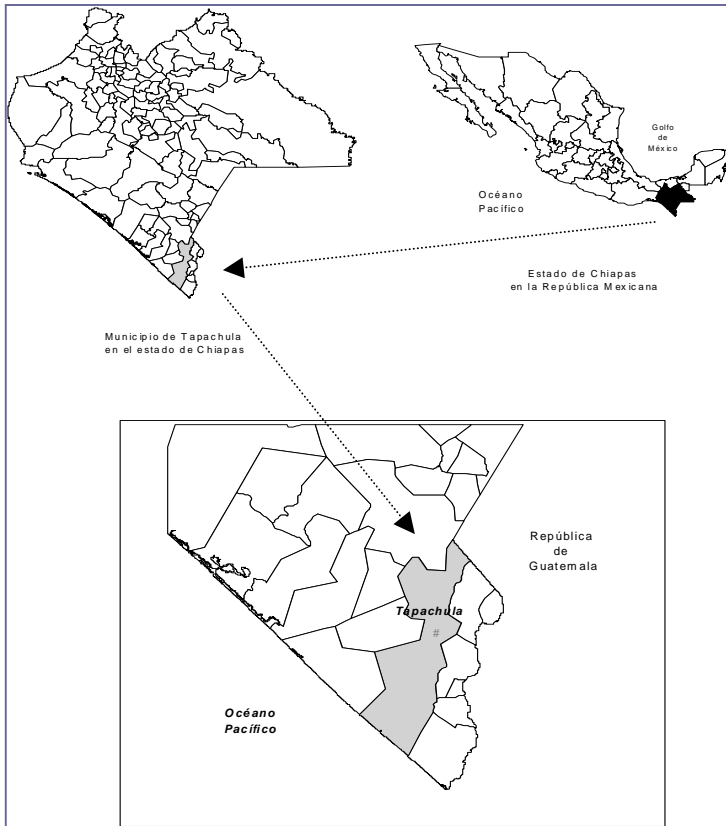 Golfo
de
México
Océano
Pacífico
Estado de Chiapas
en la República Mexicana
Municipio de Tapachula
en el estado de Chiapas
República
de
Guatemala
Tapachula
#
Océano
Pacífico